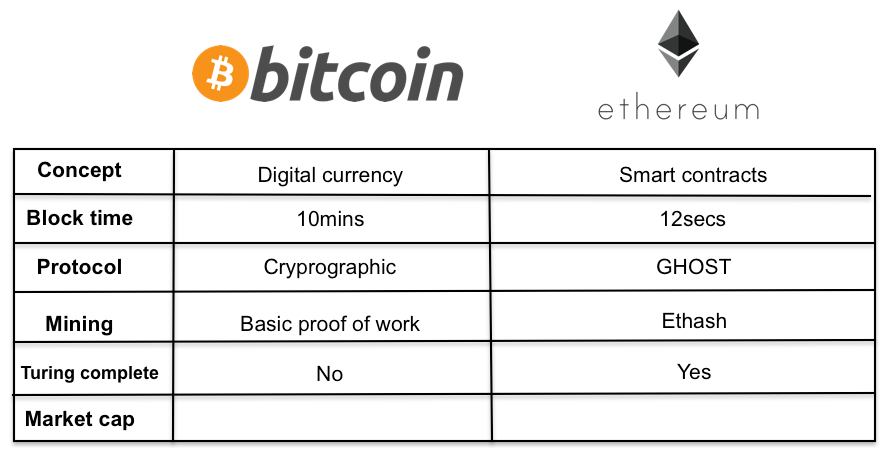 bitcoin
ethereum
Concept Digital currency Smart contracts
Block time 10mins 12secs
Protocol Cryprographic GHOST
Mining Basic proof of work Ethash
Turing complete No Yes
Market cap